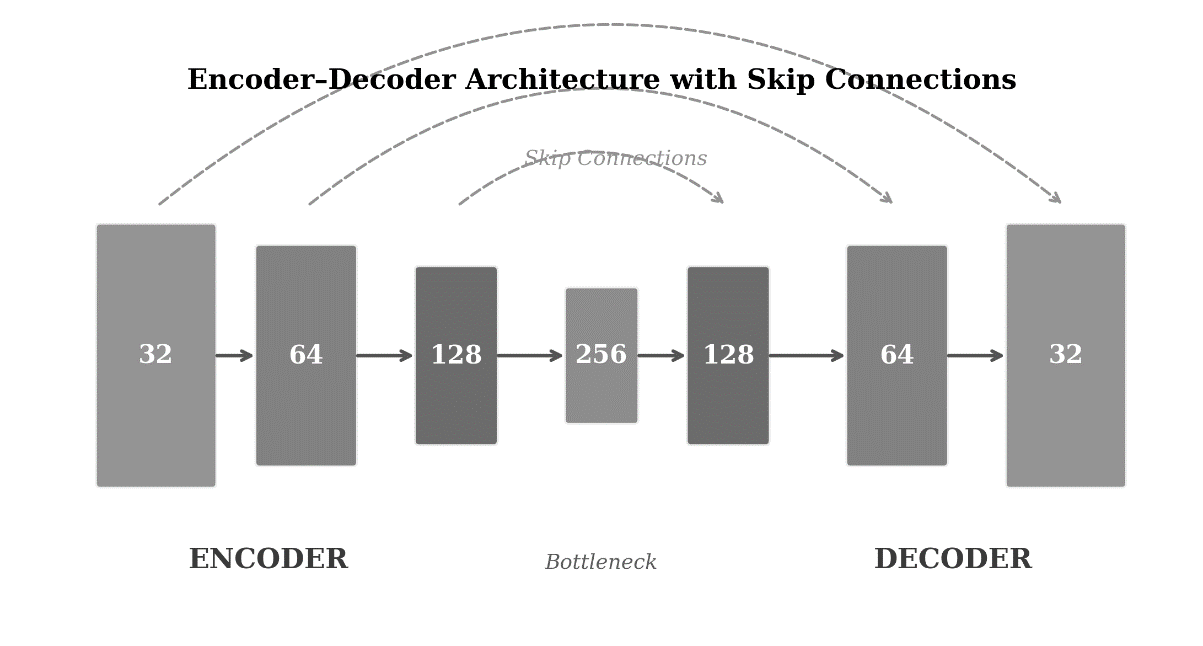 Encoder–Decoder Architecture with Skip Connections
Skip Connections
32 64 128 256 128 64 32
ENCODER Bottleneck DECODER